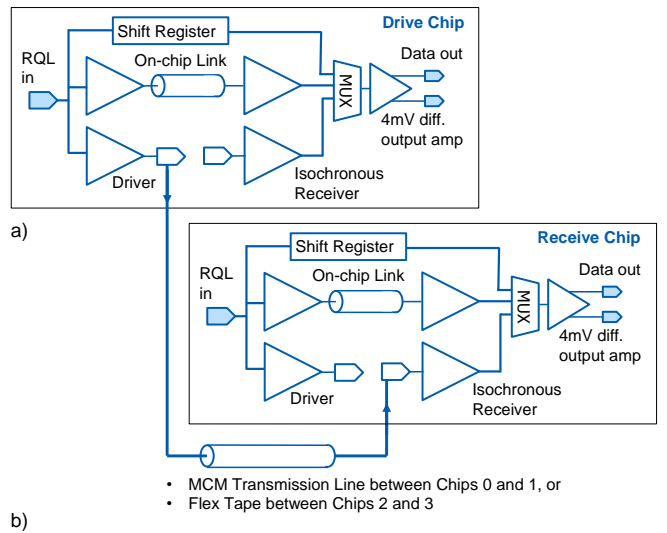 Drive Chip
Shift Register
RQL
in
On-chip Link
MUX
Data out
4mV diff.
output amp
Driver
Isochronous
Receiver
a)
Receive Chip
Shift Register
RQL
in
On-chip Link
MUX
Data out
4mV diff.
output amp
Driver
Isochronous
Receiver
• MCM Transmission Line between Chips 0 and 1, or
• Flex Tape between Chips 2 and 3
b)